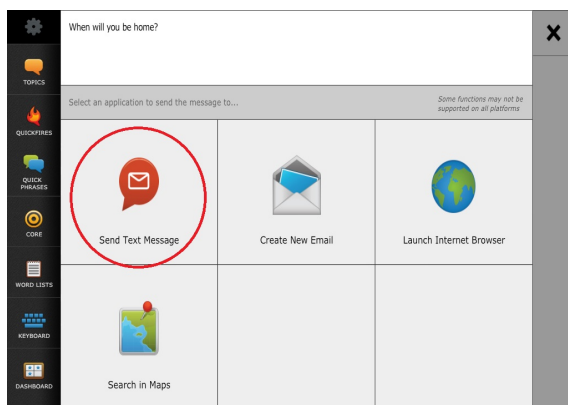 When will you be home?
TOPICS
Select an application to send the message to...
Some functions may not be
supported on all platforms
QUICKFIRES
QUICK
PHRASES
CORE
Send Text Message
Create New Email
Launch Internet Browser
WORD LISTS
KEYBOARD
DASHBOARD
Search in Maps